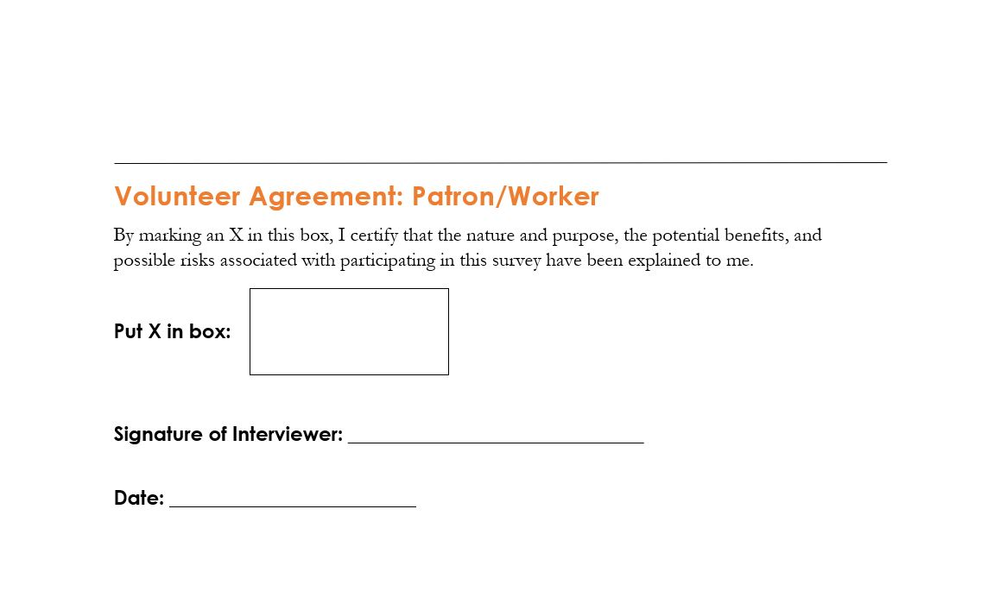 Volunteer Agreement: Patron/Worker
By marking an X in this box, I certify that the nature and purpose, the potential benefits, and
possible risks associated with participating in this survey have been explained to me.
Put X in box:
Signature of Interviewer: ____________________________
Date: ________________________